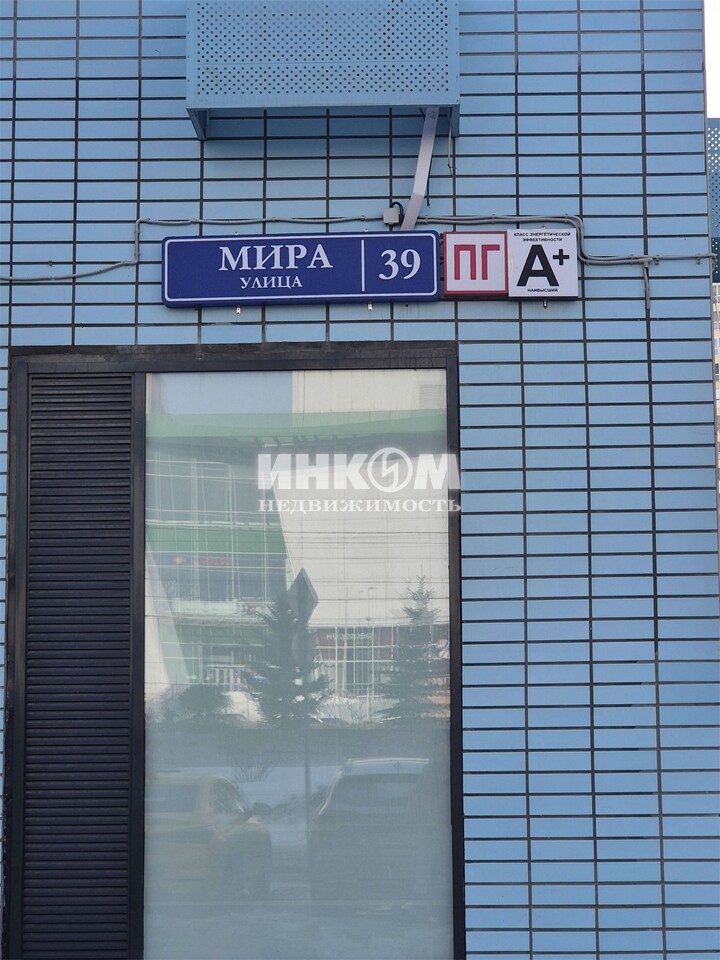 МИРА
УЛИЦА
39
ПГ
КЛАСС ЭНЕРГЕТИЧЕСКОЙ
ЭФФЕКТИВНОСТИ
A+
НАИВЫСШИЙ
ИНКОМ
НЕДВИЖИМОСТЬ